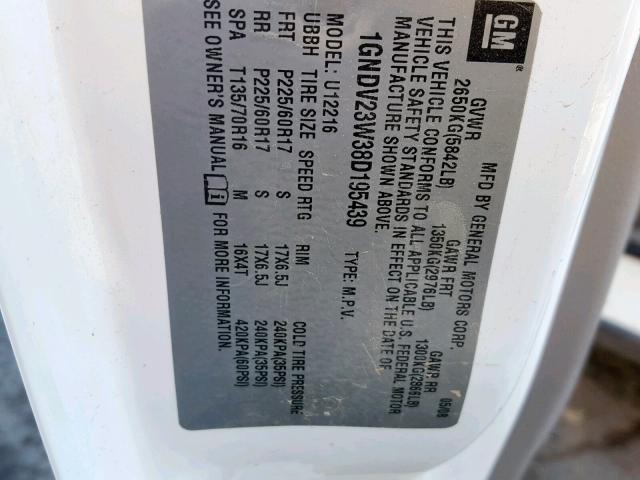 GM
MFD BY GENERAL MOTORS CORP. 05/08
GVWR GAWR FRT GAWR RR
2650KG(5842LB) 1350KG(2976LB) 1300KG(2866LB)
THIS VEHICLE CONFORMS TO ALL APPLICABLE U.S. FEDERAL MOTOR
VEHICLE SAFETY STANDARDS IN EFFECT ON THE DATE OF
MANUFACTURE SHOWN ABOVE.
1GNDV23W38D195439 TYPE: M.P.V.
MODEL: U12216
UBBH TIRE SIZE SPEED RTG RIM COLD TIRE PRESSURE
FRT P225/60R17 S 17X6.5J 240KPA(35PSI)
RR P225/60R17 S 17X6.5J 240KPA(35PSI)
SPA T135/70R16 M 16X4T 420KPA(60PSI)
SEE OWNER'S MANUAL FOR MORE INFORMATION.